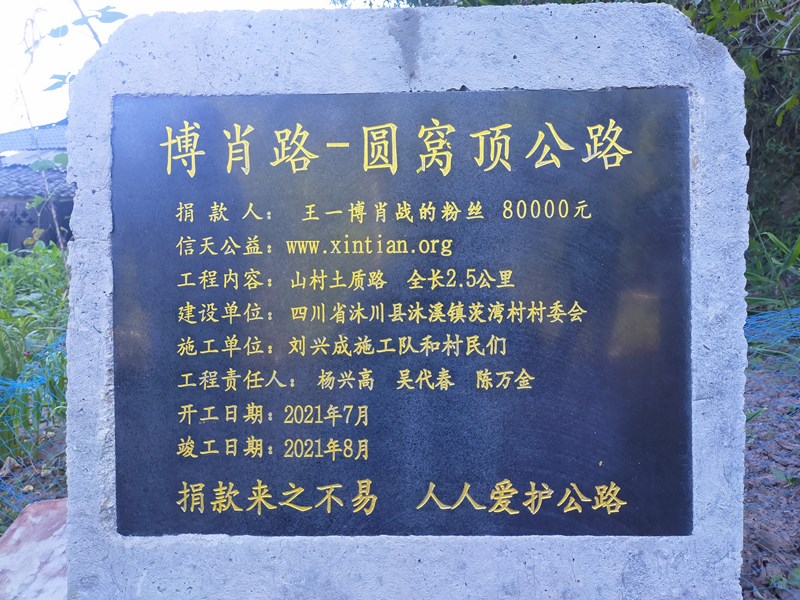 博肖路-圆窝顶公路
捐款人： 王一博肖战的粉丝 80000元
信天公益：www.xintian.org
工程内容：山村土质路 全长2.5公里
建设单位：四川省沐川县沐溪镇茨湾村村委会
施工单位：刘兴成施工队和村民们
工程责任人： 杨兴高 吴代春 陈万金
开工日期：2021年7月
竣工日期：2021年8月
捐款来之不易 人人爱护公路